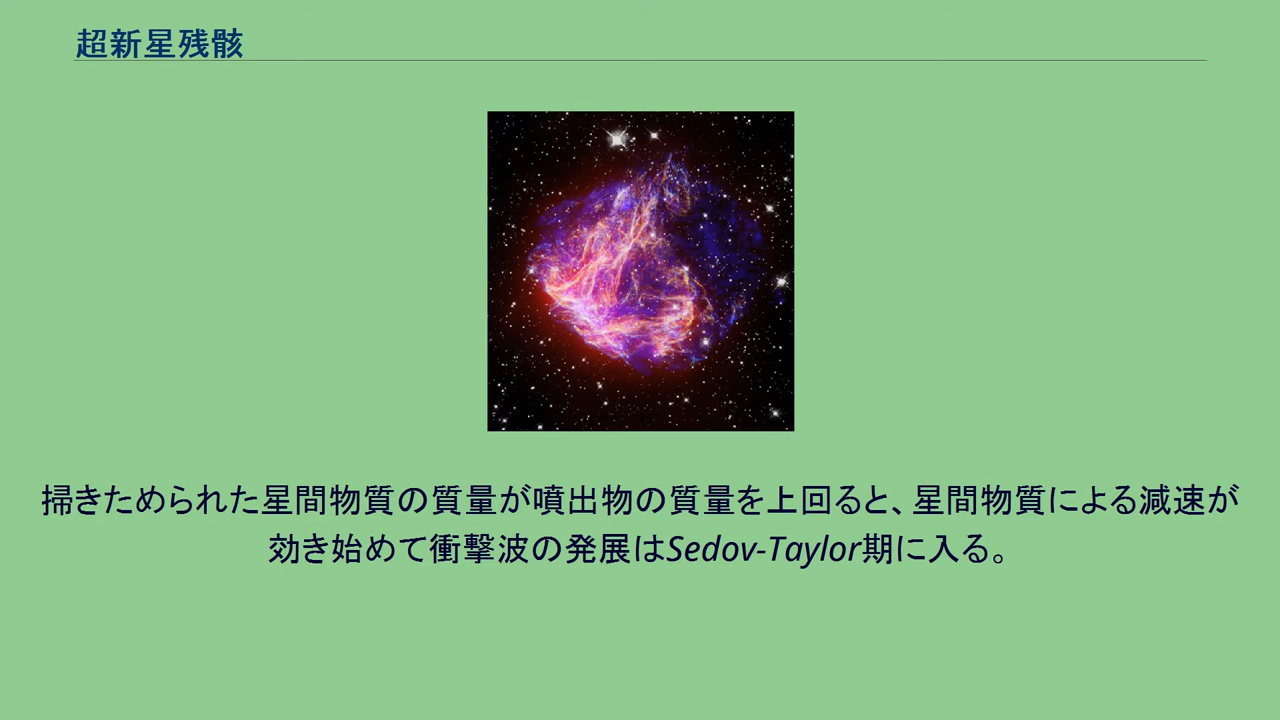 超新星残骸
掃きためられた星間物質の質量が噴出物の質量を上回ると、星間物質による減速が
効き始めて衝撃波の発展はSedov-Taylor期に入る。